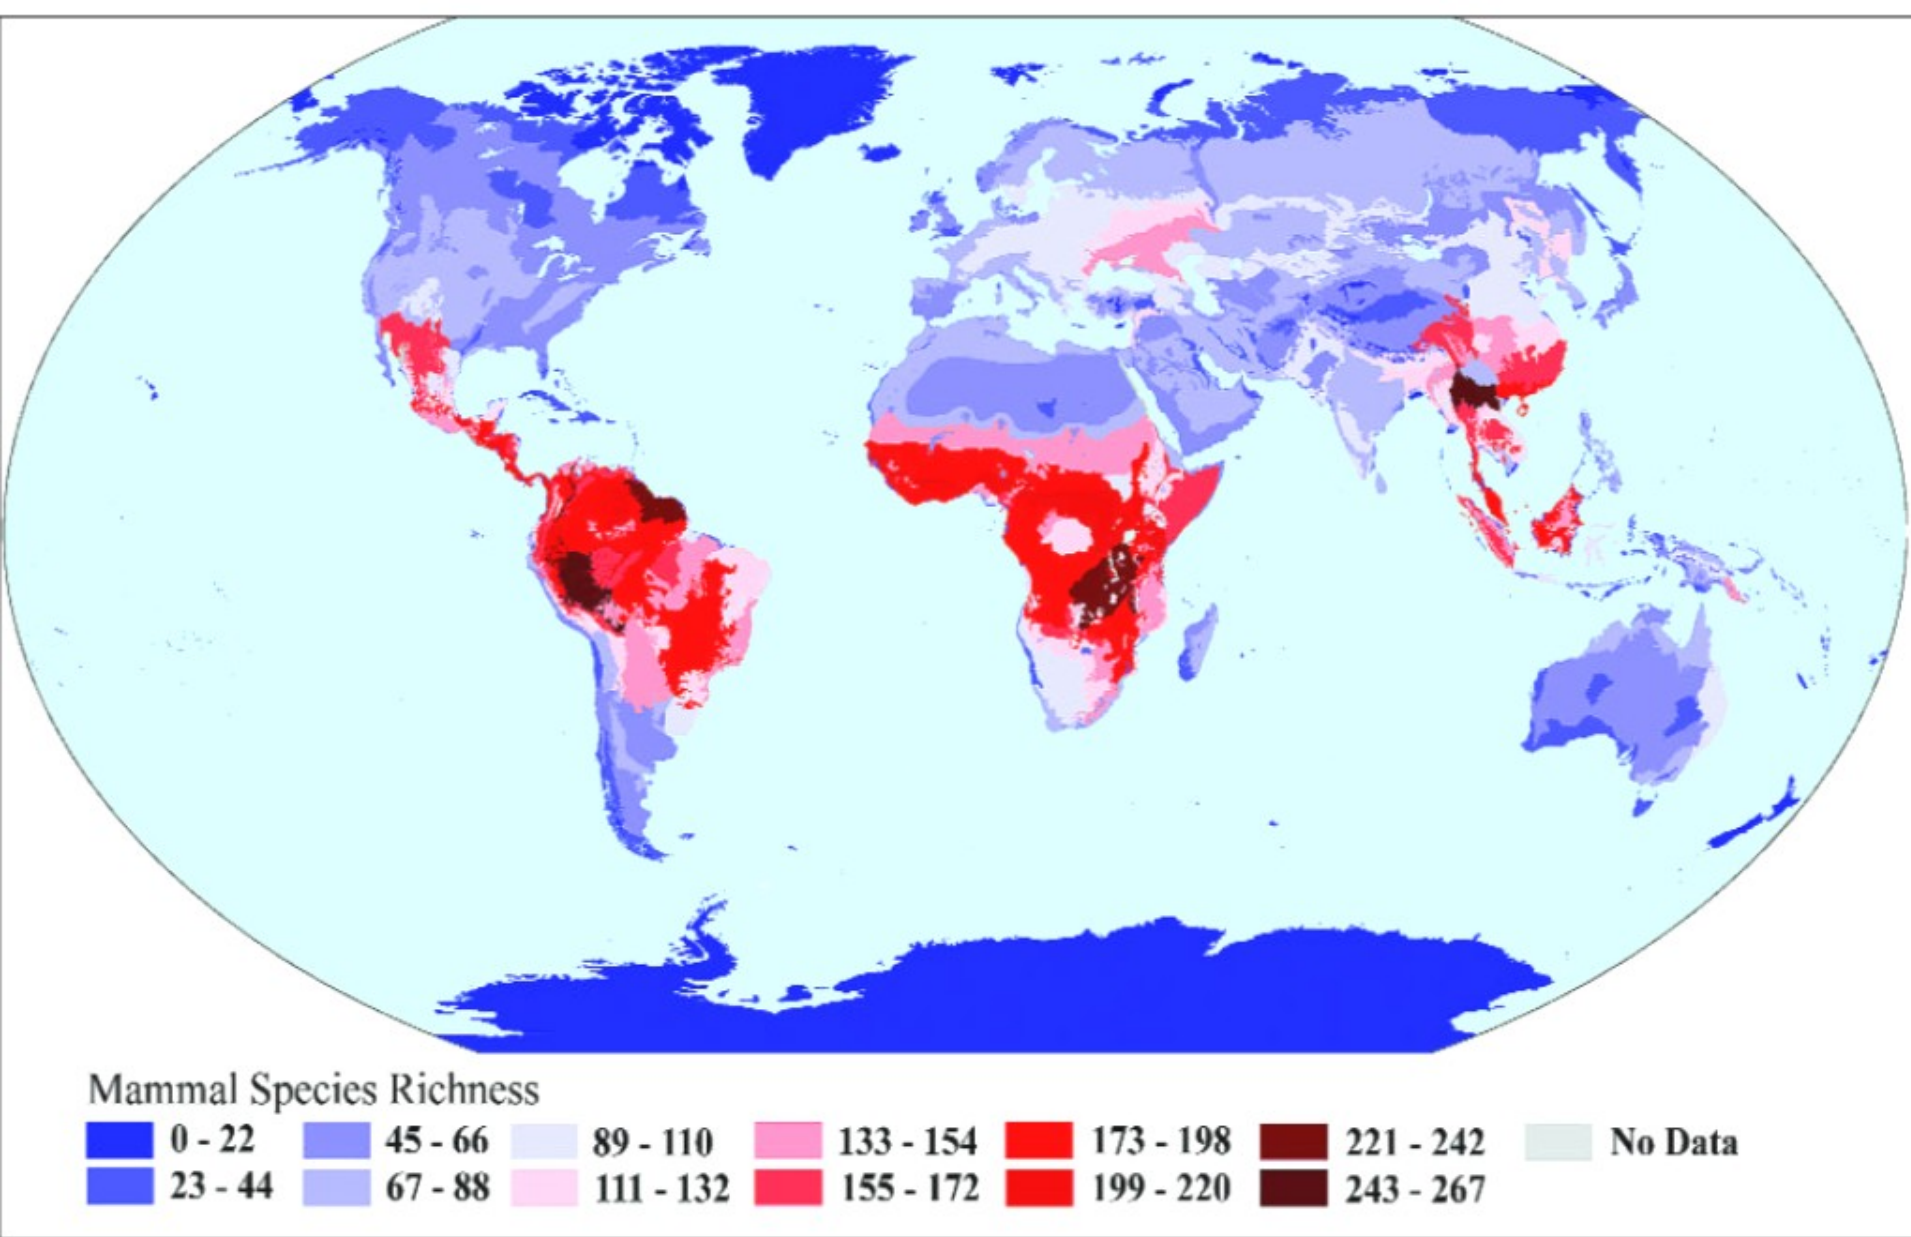 Mammal Species Richness
0 - 22 45 - 66 89 - 110 133 - 154 173 - 198 221 - 242 No Data
23 - 44 67 - 88 111 - 132 155 - 172 199 - 220 243 - 267